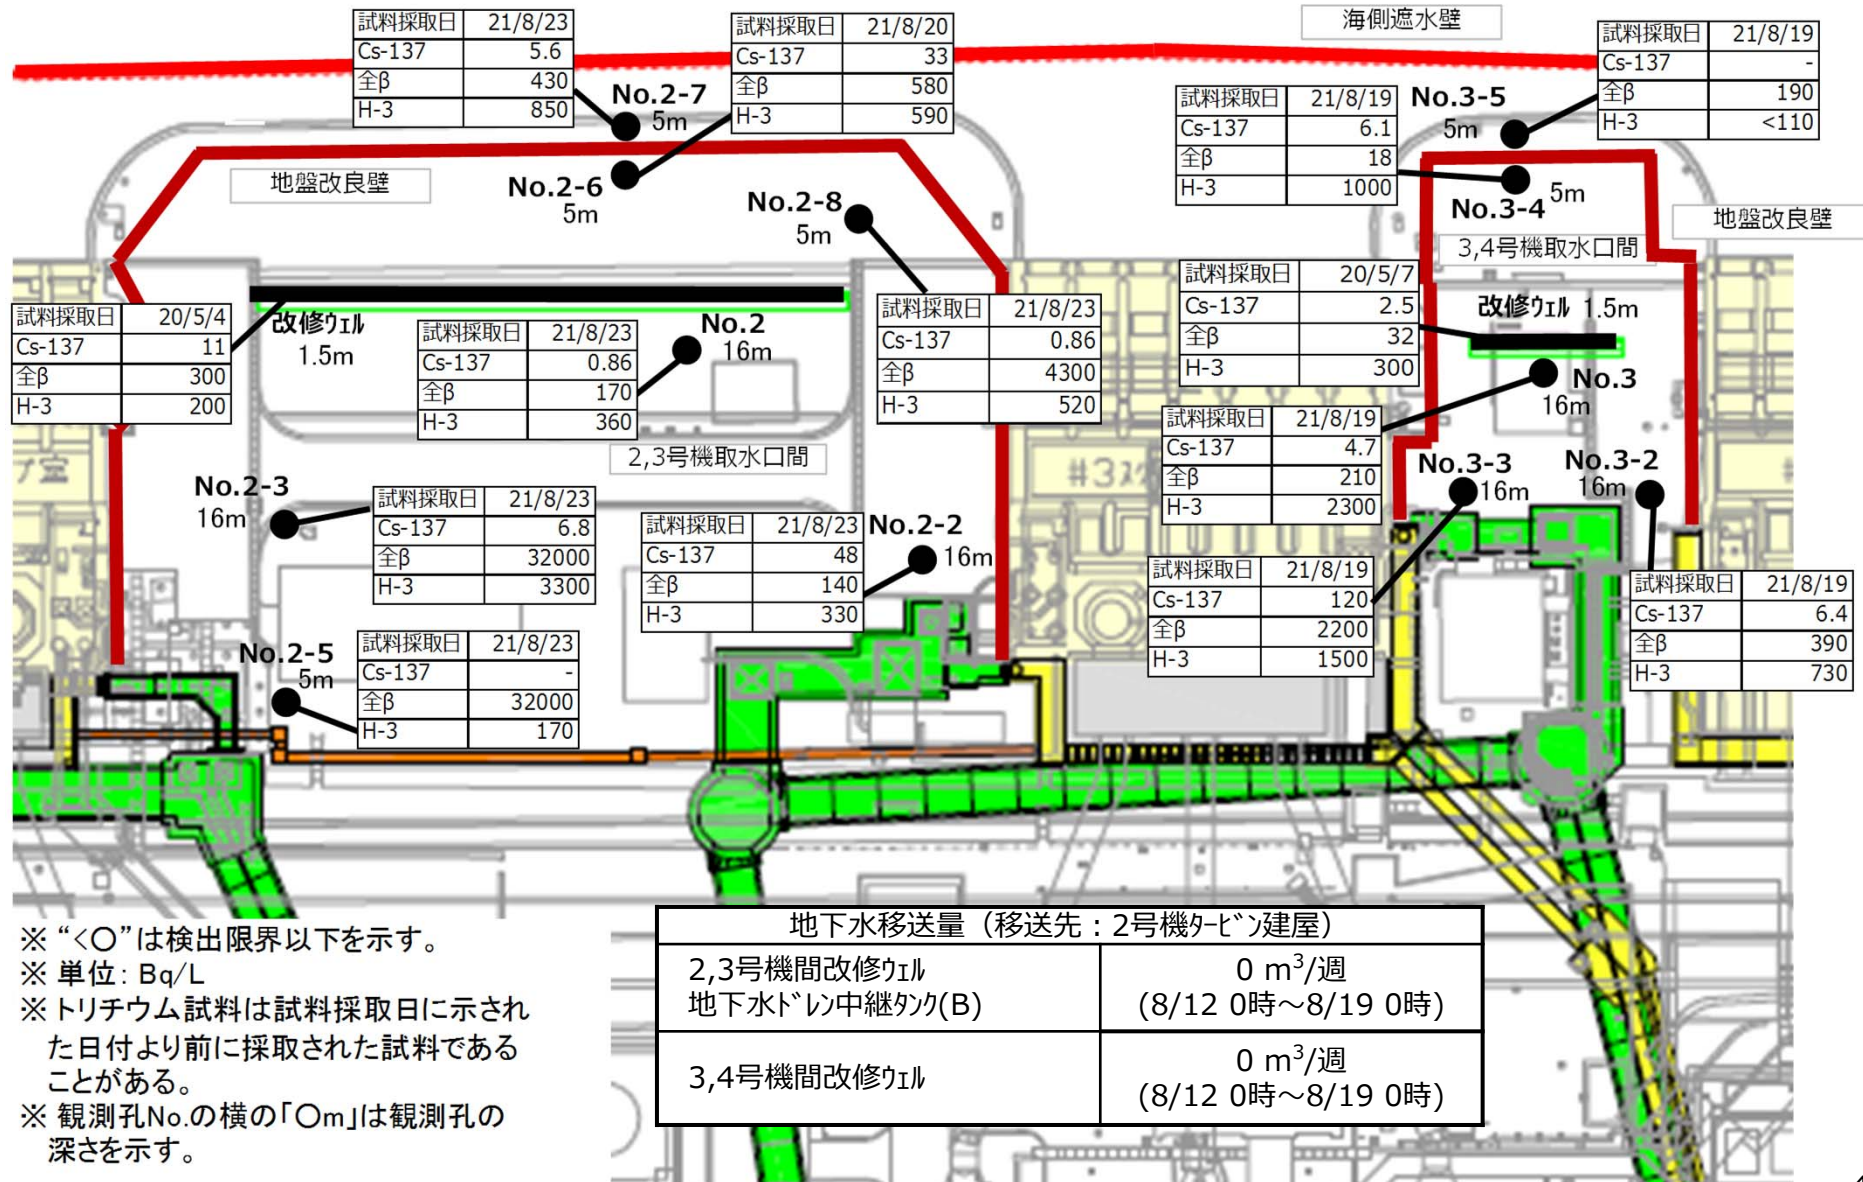 海側遮水壁
試料採取日 21/8/23
Cs-137 5.6
全β 430
H-3 850
No.2-7
5m
試料採取日 21/8/20
Cs-137 33
全β 580
H-3 590
No.2-6
5m
地盤改良壁
No.2-8
5m
試料採取日 21/8/23
Cs-137 0.86
全β 4300
H-3 520
試料採取日 21/8/19
Cs-137 6.1
全β 18
H-3 1000
No.3-5
5m
試料採取日 21/8/19
Cs-137 -
全β 190
H-3 <110
No.3-4
5m
地盤改良壁
3,4号機取水口間
試料採取日 20/5/4
Cs-137 11
全β 300
H-3 200
改修ｳｪﾙ
1.5m
試料採取日 21/8/23
Cs-137 0.86
全β 170
H-3 360
No.2
16m
2,3号機取水口間
試料採取日 20/5/7
Cs-137 2.5
全β 32
H-3 300
改修ｳｪﾙ 1.5m
No.3
16m
試料採取日 21/8/19
Cs-137 4.7
全β 210
H-3 2300
No.2-3
16m
試料採取日 21/8/23
Cs-137 6.8
全β 32000
H-3 3300
試料採取日 21/8/23
Cs-137 48
全β 140
H-3 330
No.2-2
16m
No.3-3
16m
試料採取日 21/8/19
Cs-137 120
全β 2200
H-3 1500
No.3-2
16m
試料採取日 21/8/19
Cs-137 6.4
全β 390
H-3 730
No.2-5
5m
試料採取日 21/8/23
Cs-137 -
全β 32000
H-3 170
※ “<〇”は検出限界以下を示す。
※ 単位: Bq/L
※ トリチウム試料は試料採取日に示され
た日付より前に採取された試料である
ことがある。
※ 観測孔No.の横の「〇m」は観測孔の
深さを示す。
地下水移送量（移送先：2号機ﾀｰﾋﾞﾝ建屋）
2,3号機間改修ｳｪﾙ
地下水ﾄﾞﾚﾝ中継ﾀﾝｸ(B)
0 m³/週
(8/12 0時～8/19 0時)
3,4号機間改修ｳｪﾙ
0 m³/週
(8/12 0時～8/19 0時)